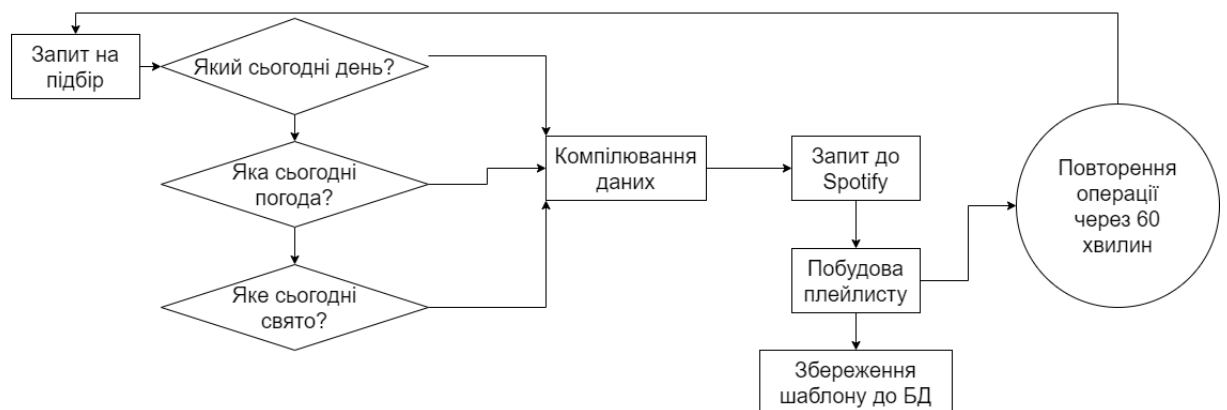 Запит на
підбір
Який сьогодні день?
Яка сьогодні
погода?
Яке сьогодні
свято?
Компілювання
даних
Запит до
Spotify
Побудова
плейлисту
Збереження
шаблону до БД
Повторення
операції
через 60
хвилин